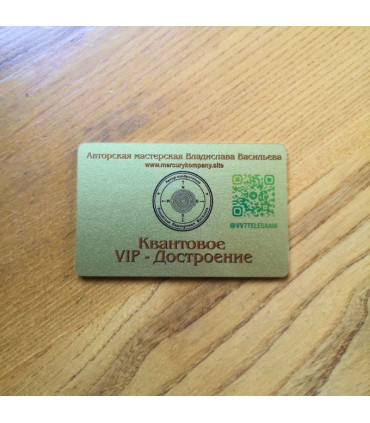 Авторская мастерская Владислава Васильева
www.mercurykompany.site
@VV7TELEGRAM
Квантовое
VIP - Достроение